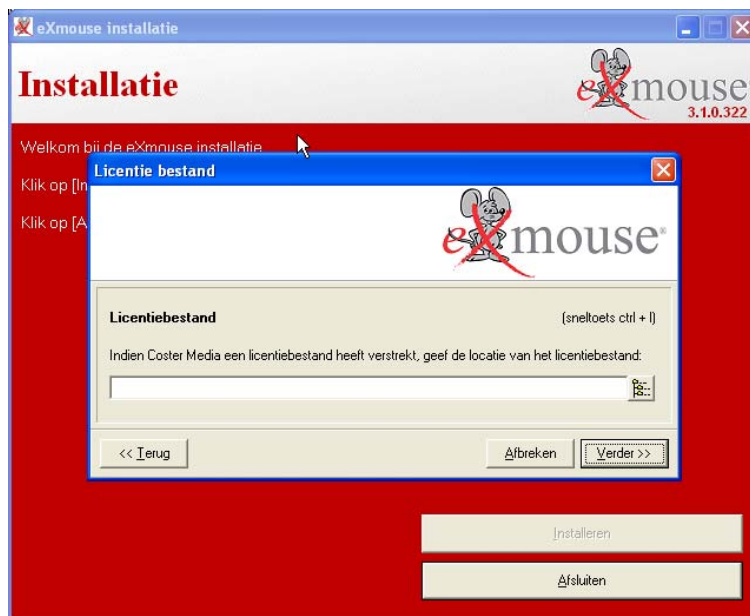 eXmouse installatie
Installatie
eXmouse
3.1.0.322
Welkom bij de eXmouse installatie
Klik op [In
Klik op [A
Licentie bestand
eXmouse®
Licentiebestand (sneltoets ctrl + l)
Indien Coster Media een licentiebestand heeft verstrekt, geef de locatie van het licentiebestand:
<< Terug Afbreken Verder >>
Installeren
Afsluiten